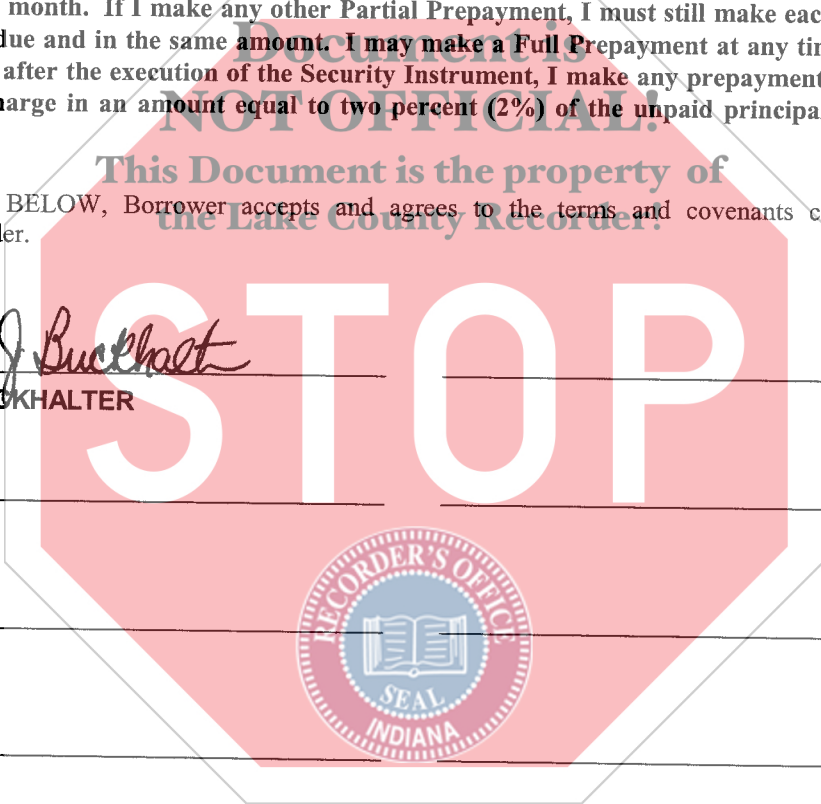 month. If I make any other Partial Prepayment, I must still make eac
due and in the same amount. I may make a Full Prepayment at any tin
Document is
after the execution of the Security Instrument, I make any prepayment
harge in an amount equal to two percent (2%) of the unpaid principa
NOT OFFICIAL!
This Document is the property of
BELOW, Borrower accepts and agrees to the terms and covenants c
the Lake County Recorder!
er.
STOP
J Buckhalt
KHALTER
RECORDER'S OFFICE
SEAL
INDIANA